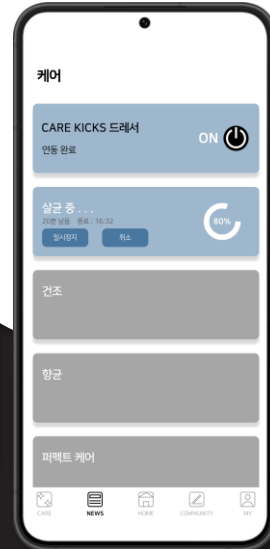 케어
CARE KICKS 드레서
연동 완료
ON
살균 중 . . .
20분 남음 종료 : 16:32
일시정지 취소
80%
건조
항균
퍼펙트 케어
CARE NEWS HOME COMMUNITY MY